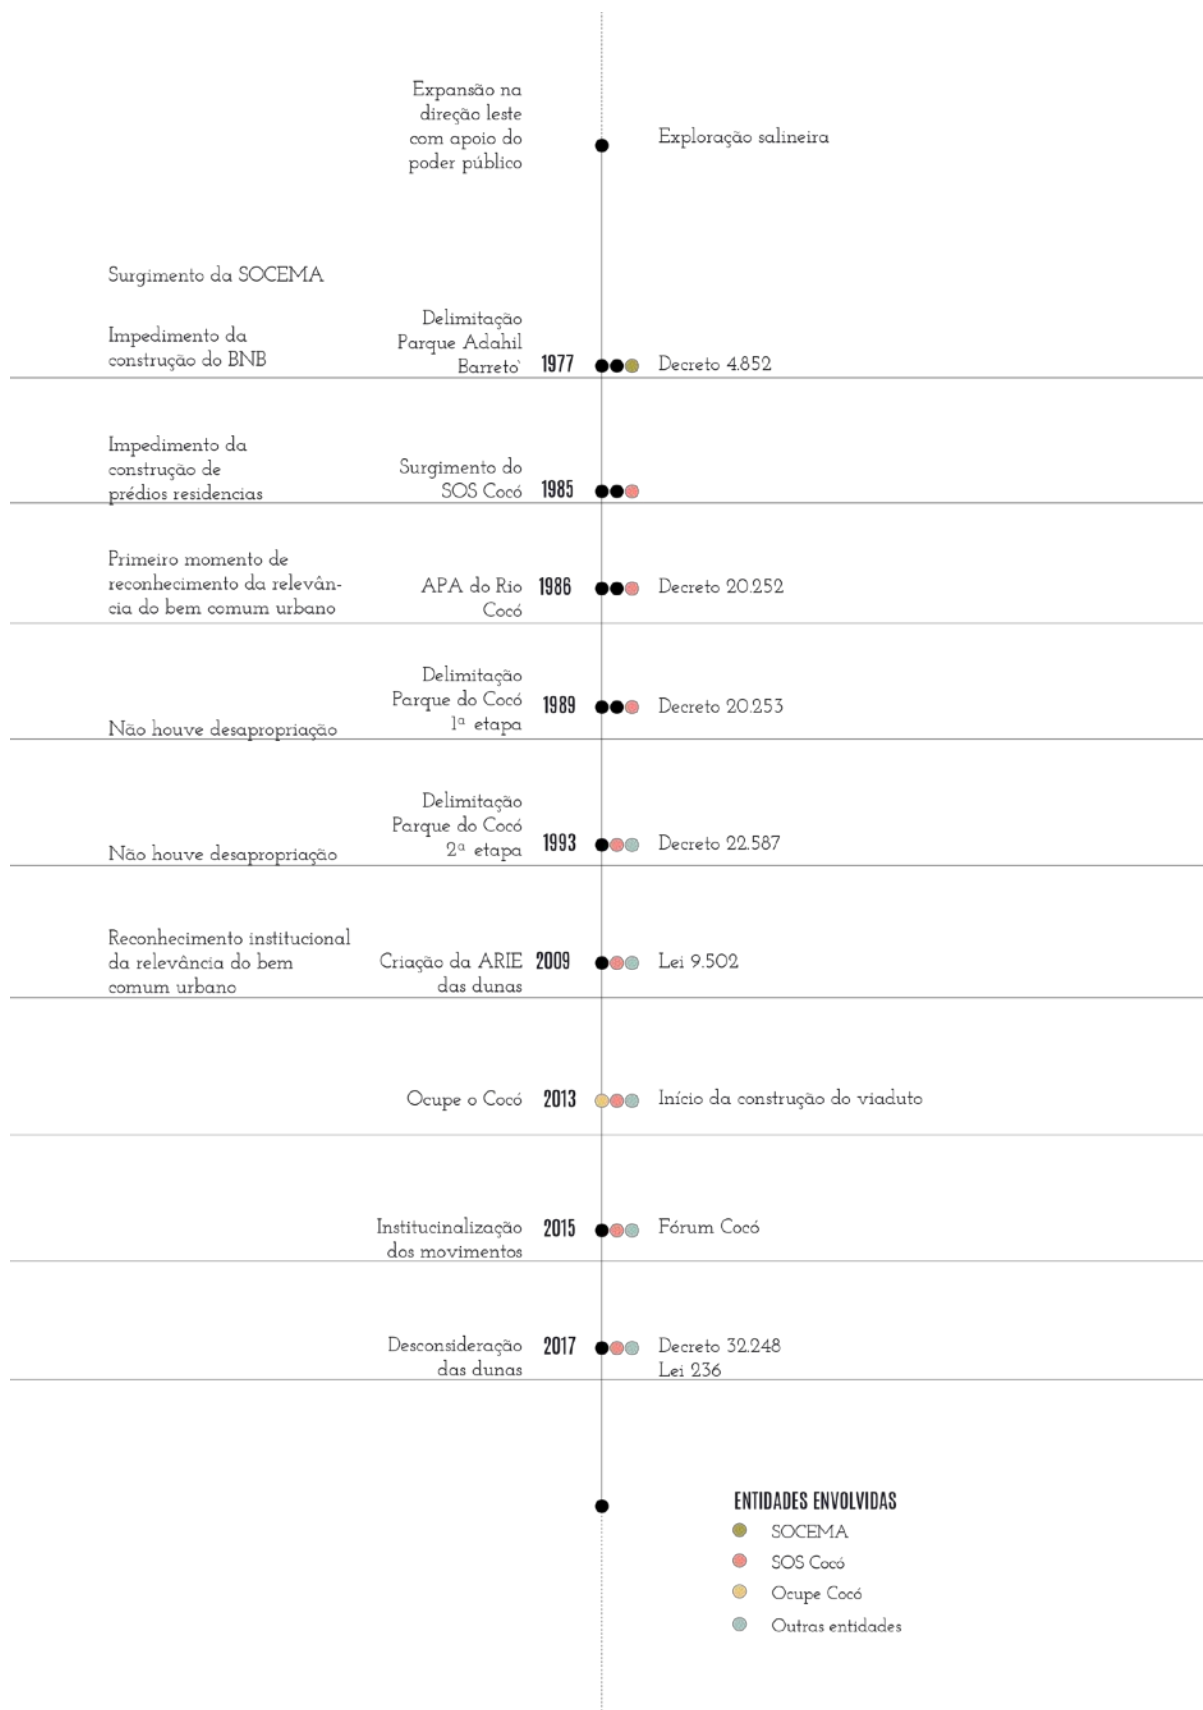 Expansão na
direção leste
com apoio do
poder público
Exploração salineira
Surgimento da SOCEMA
Impedimento da
construção do BNB
Delimitação
Parque Adahil
Barreto`
1977
Decreto 4.852
Impedimento da
construção de
prédios residencias
Surgimento do
SOS Cocó
1985
Primeiro momento de
reconhecimento da relevân-
cia do bem comum urbano
APA do Rio
Cocó
1986
Decreto 20.252
Não houve desapropriação
Delimitação
Parque do Cocó
1ª etapa
1989
Decreto 20.253
Não houve desapropriação
Delimitação
Parque do Cocó
2ª etapa
1993
Decreto 22.587
Reconhecimento institucional
da relevância do bem
comum urbano
Criação da ARIE
das dunas
2009
Lei 9.502
Ocupe o Cocó
2013
Início da construção do viaduto
Institucinalização
dos movimentos
2015
Fórum Cocó
Desconsideração
das dunas
2017
Decreto 32.248
Lei 236
ENTIDADES ENVOLVIDAS
SOCEMA
SOS Cocó
Ocupe Cocó
Outras entidades